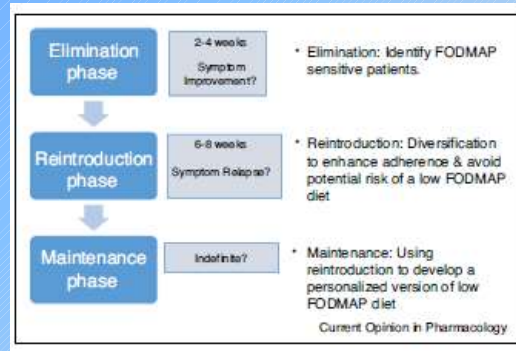 Elimination
phase
2-4 weeks
Symptom
Improvement?
• Elimination: Identify FODMAP
sensitive patients.
Reintroduction
phase
6-8 weeks
Symptom Relapse?
• Reintroduction: Diversification
to enhance adherence & avoid
potential risk of a low FODMAP
diet
Maintenance
phase
Indefinite?
• Maintenance: Using
reintroduction to develop a
personalized version of low
FODMAP diet
Current Opinion in Pharmacology